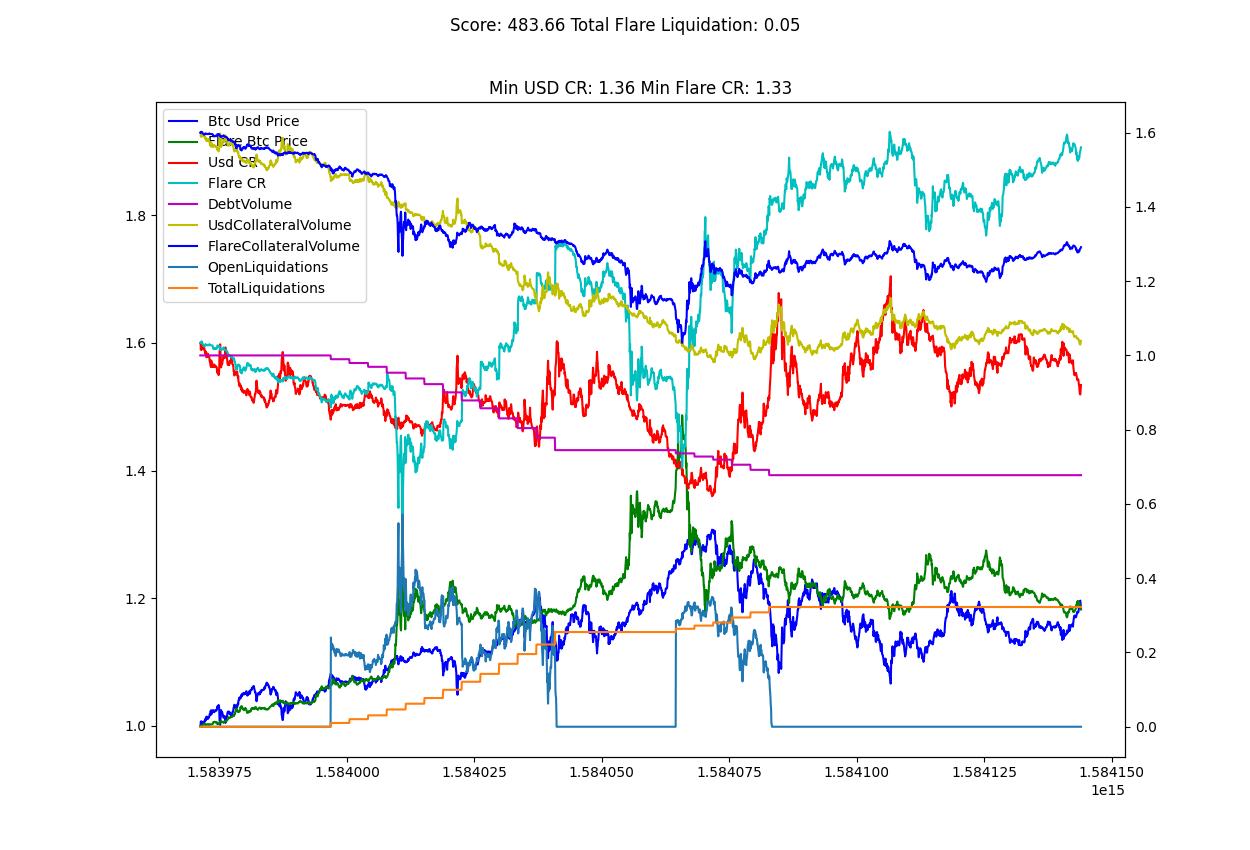 Score: 483.66 Total Flare Liquidation: 0.05
Min USD CR: 1.36 Min Flare CR: 1.33
Btc Usd Price
Flare Btc Price
Usd CR
Flare CR
DebtVolume
UsdCollateralVolume
FlareCollateralVolume
OpenLiquidations
TotalLiquidations
1.8
1.6
1.4
1.2
1.0
1.6
1.4
1.2
1.0
0.8
0.6
0.4
0.2
0.0
1.583975 1.584000 1.584025 1.584050 1.584075 1.584100 1.584125 1.584150
1e15